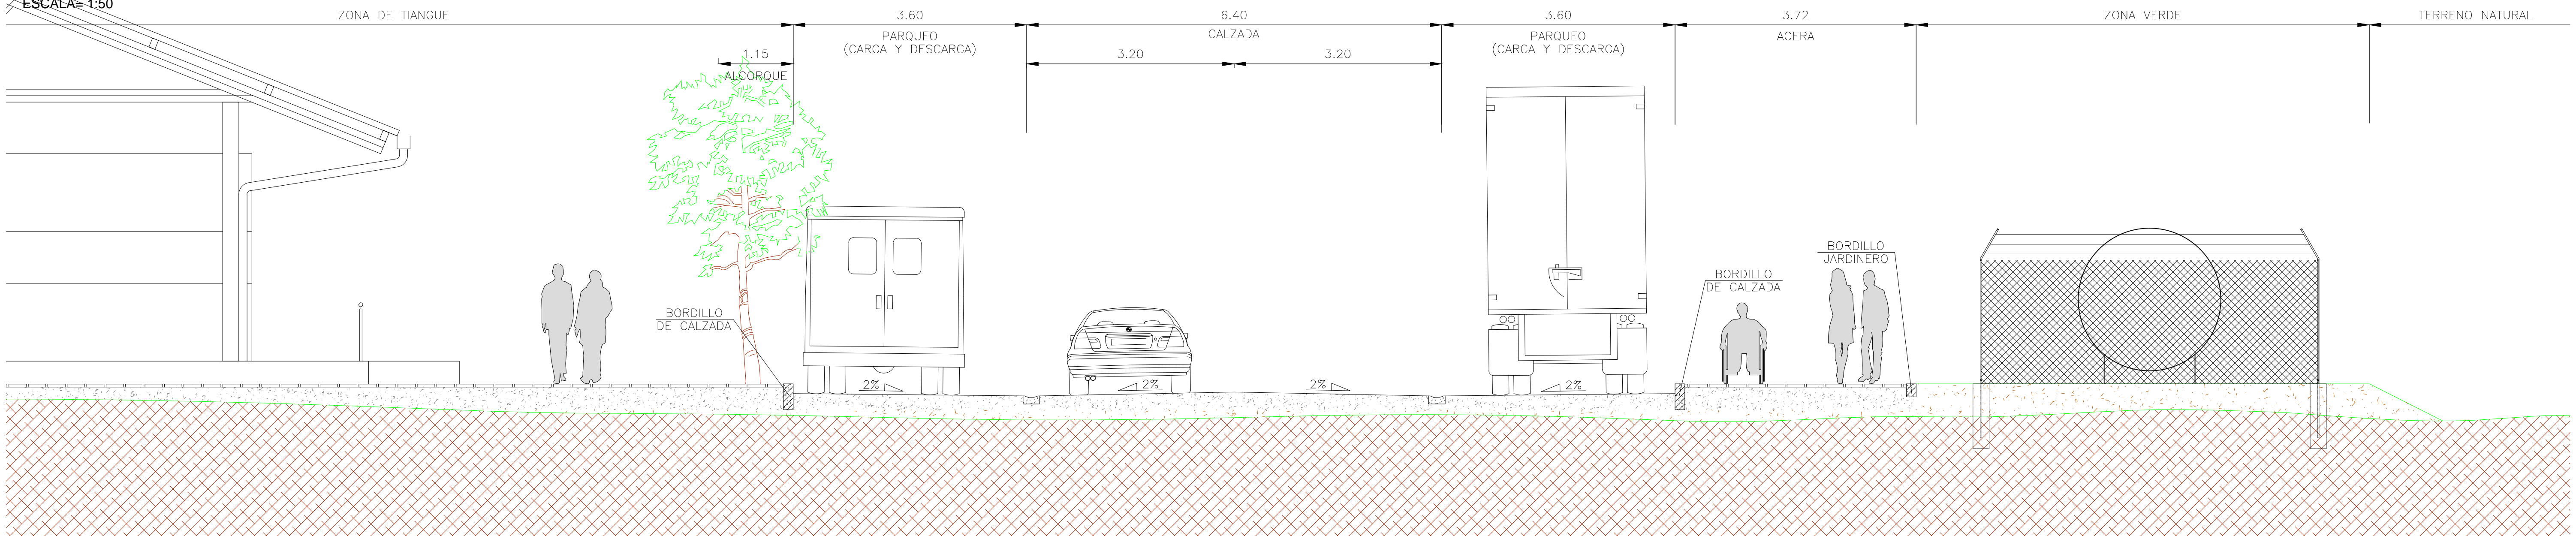 ESCALA= 1:50
ZONA DE TIANGUE
3.60
6.40
3.60
3.72
ZONA VERDE
TERRENO NATURAL
PARQUEO
(CARGA Y DESCARGA)
CALZADA
PARQUEO
(CARGA Y DESCARGA)
ACERA
1.15
ALCORQUE
3.20
3.20
BORDILLO
JARDINERO
BORDILLO
DE CALZADA
BORDILLO
DE CALZADA
2%
2%
2%
2%